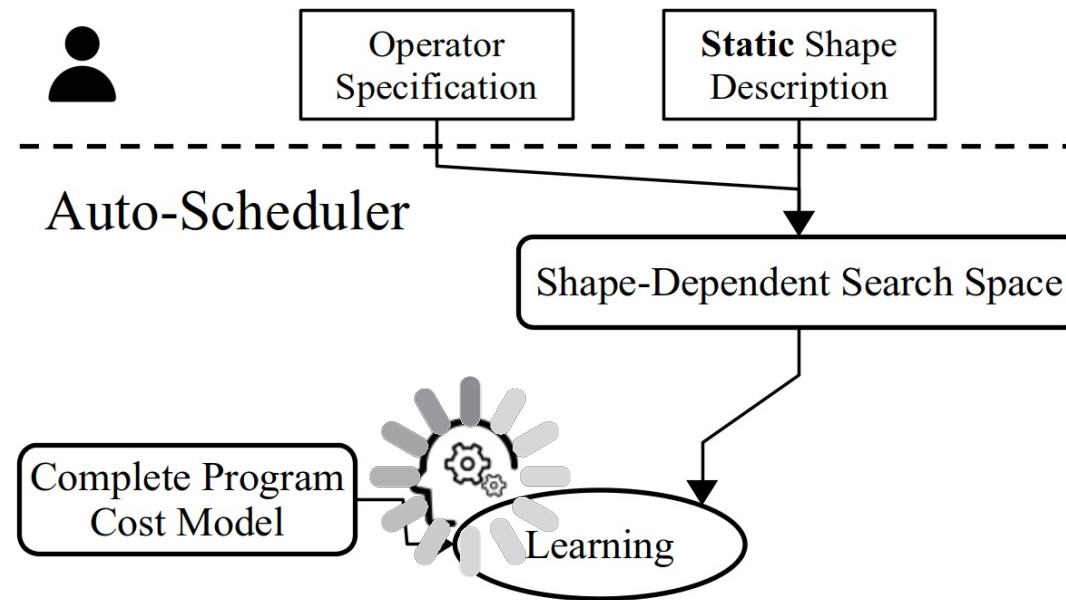 Operator
Specification
Static Shape
Description
Auto-Scheduler
Shape-Dependent Search Space
Complete Program
Cost Model
Learning